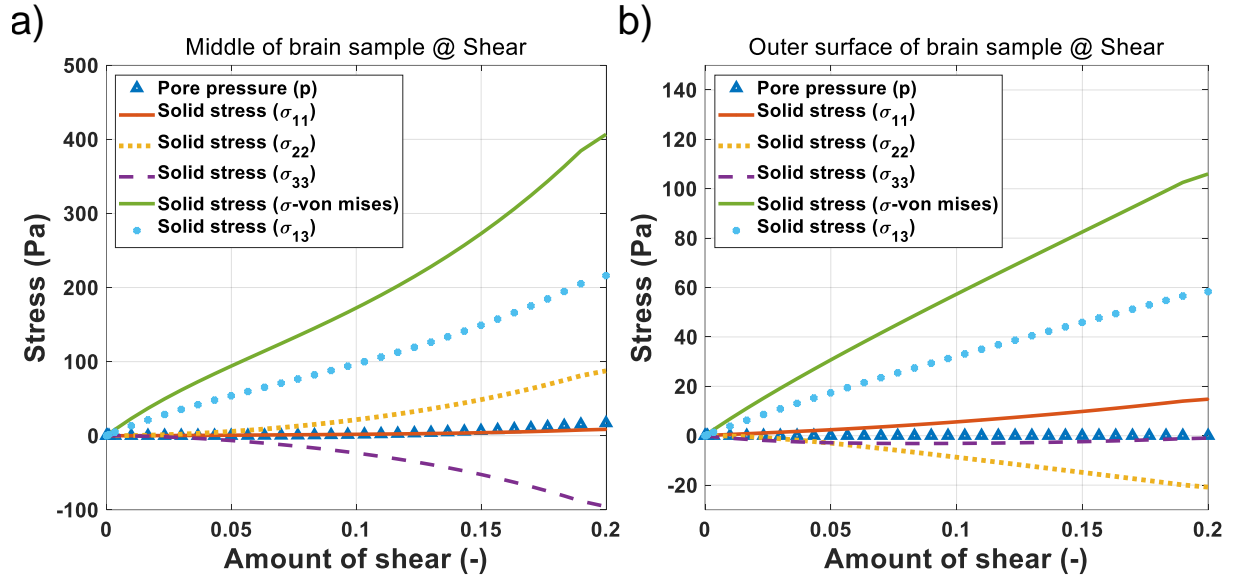 a)
Middle of brain sample @ Shear
500
400
300
200
100
0
-100
Stress (Pa)
Pore pressure (p)
Solid stress (σ11)
Solid stress (σ22)
Solid stress (σ33)
Solid stress (σ-von mises)
Solid stress (σ13)
0 0.05 0.1 0.15 0.2
Amount of shear (-)
b)
Outer surface of brain sample @ Shear
140
120
100
80
60
40
20
0
-20
Stress (Pa)
Pore pressure (p)
Solid stress (σ11)
Solid stress (σ22)
Solid stress (σ33)
Solid stress (σ-von mises)
Solid stress (σ13)
0 0.05 0.1 0.15 0.2
Amount of shear (-)